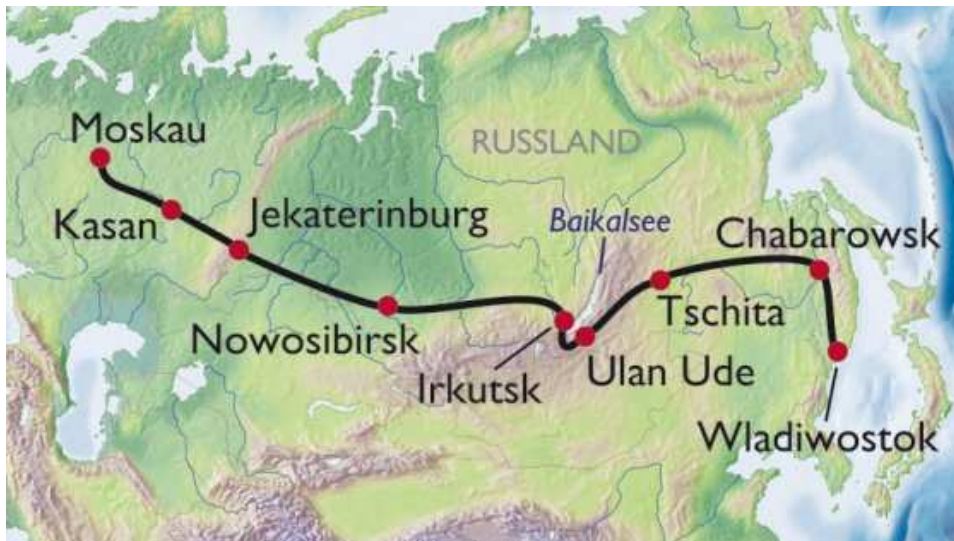 Moskau
RUSSLAND
Kasan
Jekaterinburg
Baikalsee
Chabarowsk
Nowosibirsk
Tschita
Irkutsk
Ulan Ude
Wladiwostok